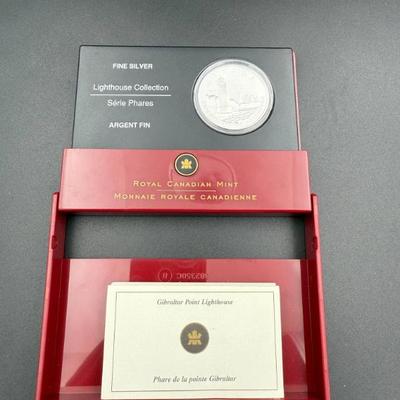 FINE SILVER
Lighthouse Collection
Série Phares
ARGENT FIN
ROYAL CANADIAN MINT
MONNAIE ROYALE CANADIENNE
Gibraltar Point Lighthouse
Phare de la pointe Gibraltar